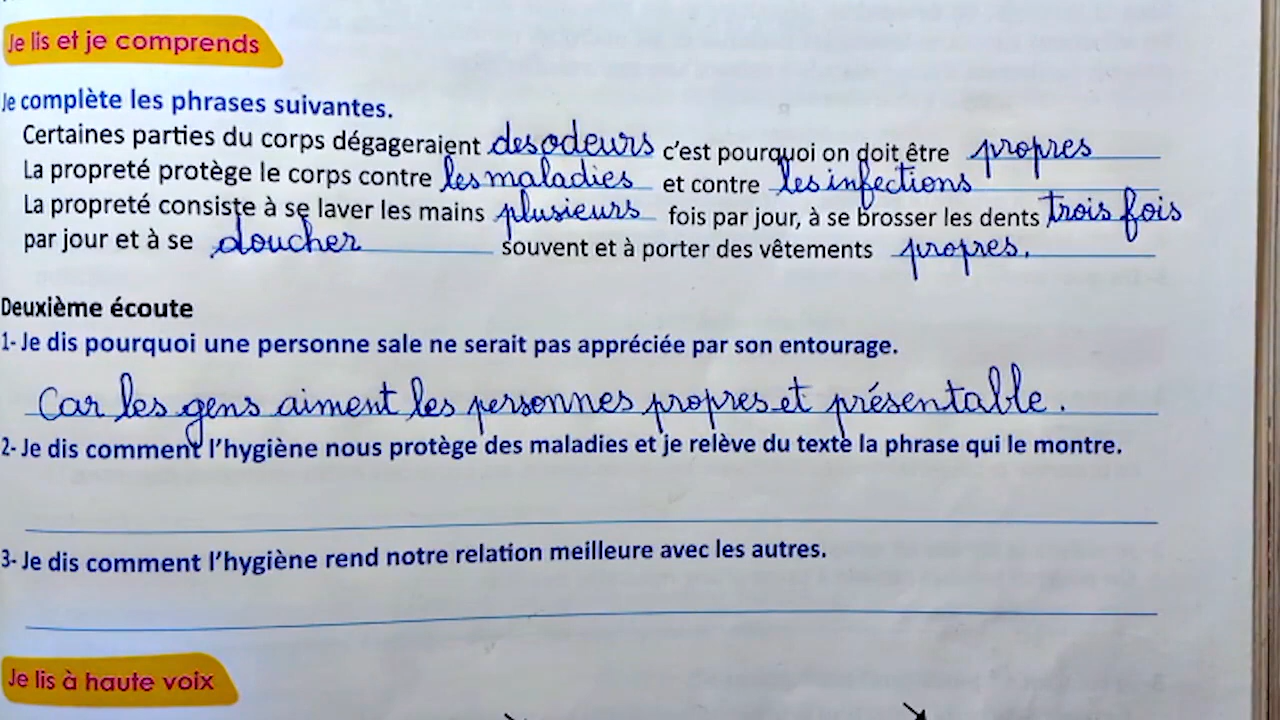 Je lis et je comprends
Je complète les phrases suivantes.
Certaines parties du corps dégageraient des odeurs c'est pourquoi on doit être propres
La propreté protège le corps contre les maladies et contre les infections
La propreté consiste à se laver les mains plusieurs fois par jour, à se brosser les dents trois fois
par jour et à se doucher souvent et à porter des vêtements propres.
Deuxième écoute
1- Je dis pourquoi une personne sale ne serait pas appréciée par son entourage.
Car les gens aiment les personnes propres et présentable.
2- Je dis comment l'hygiène nous protège des maladies et je relève du texte la phrase qui le montre.
3- Je dis comment l'hygiène rend notre relation meilleure avec les autres.
Je lis à haute voix